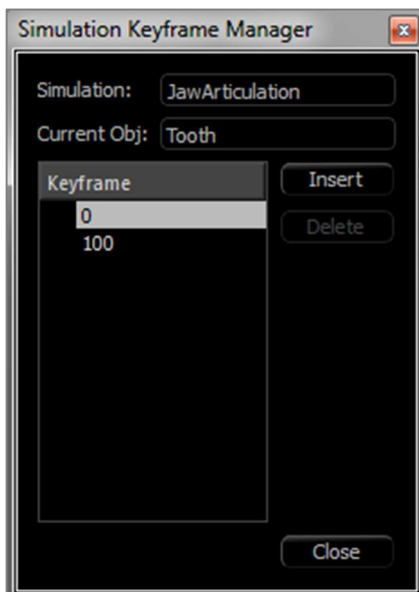 Simulation Keyframe Manager
Simulation: JawArticulation
Current Obj: Tooth
Keyframe
Insert
0
Delete
100
Close